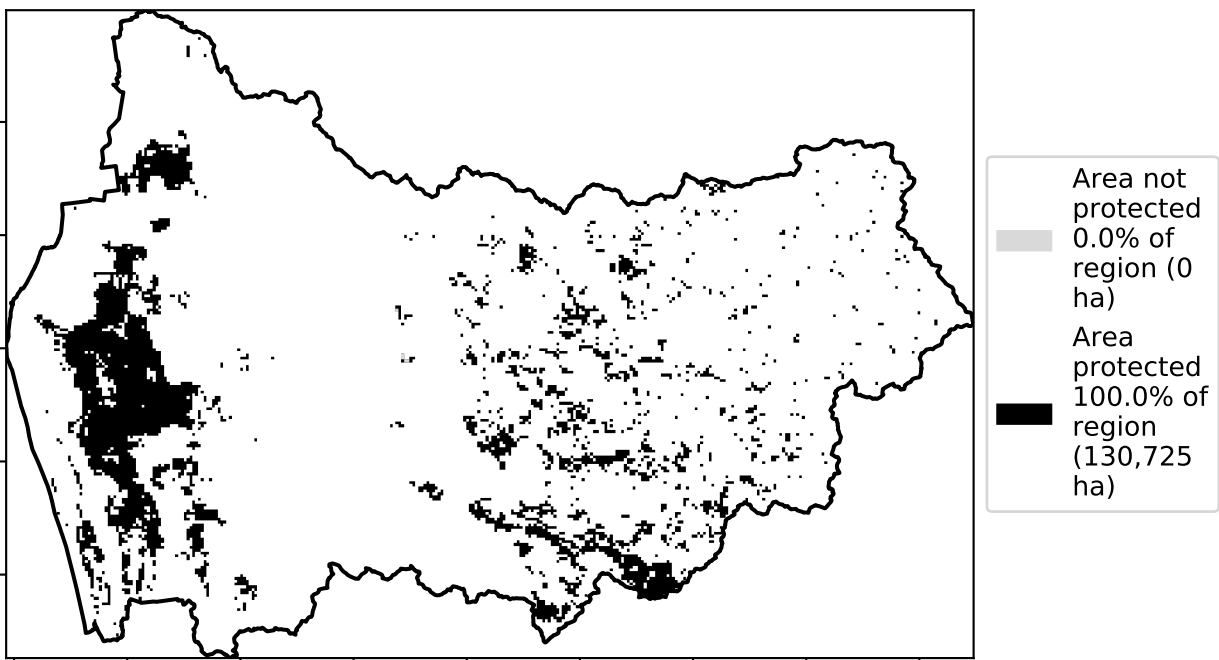 Area not
protected
0.0% of
region (0
ha)
Area
protected
100.0% of
region
(130,725
ha)